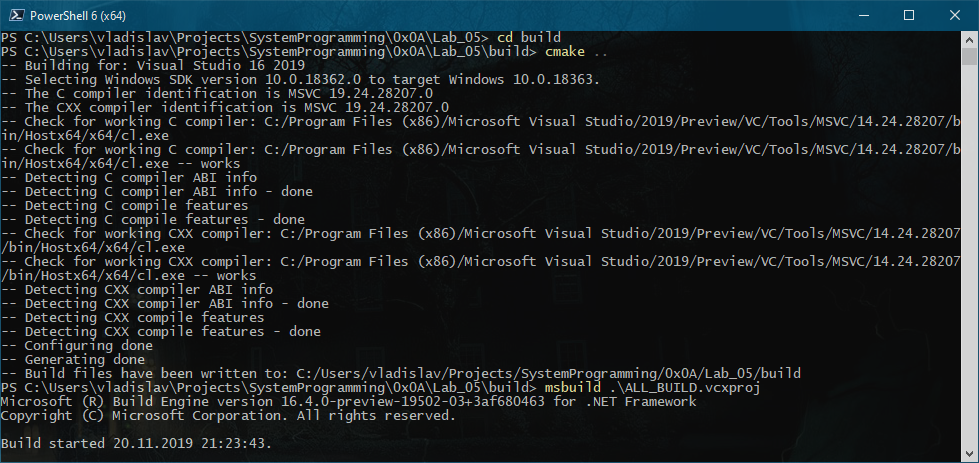 PowerShell 6 (x64)
PS C:\Users\vladislav\Projects\SystemProgramming\0x0A\Lab_05> cd build
PS C:\Users\vladislav\Projects\SystemProgramming\0x0A\Lab_05\build> cmake ..
-- Building for: Visual Studio 16 2019
-- Selecting Windows SDK version 10.0.18362.0 to target Windows 10.0.18363.
-- The C compiler identification is MSVC 19.24.28207.0
-- The CXX compiler identification is MSVC 19.24.28207.0
-- Check for working C compiler: C:/Program Files (x86)/Microsoft Visual Studio/2019/Preview/VC/Tools/MSVC/14.24.28207/b
in/Hostx64/x64/cl.exe
-- Check for working C compiler: C:/Program Files (x86)/Microsoft Visual Studio/2019/Preview/VC/Tools/MSVC/14.24.28207/b
in/Hostx64/x64/cl.exe -- works
-- Detecting C compiler ABI info
-- Detecting C compiler ABI info - done
-- Detecting C compile features
-- Detecting C compile features - done
-- Check for working CXX compiler: C:/Program Files (x86)/Microsoft Visual Studio/2019/Preview/VC/Tools/MSVC/14.24.28207
/bin/Hostx64/x64/cl.exe
-- Check for working CXX compiler: C:/Program Files (x86)/Microsoft Visual Studio/2019/Preview/VC/Tools/MSVC/14.24.28207
/bin/Hostx64/x64/cl.exe -- works
-- Detecting CXX compiler ABI info
-- Detecting CXX compiler ABI info - done
-- Detecting CXX compile features
-- Detecting CXX compile features - done
-- Configuring done
-- Generating done
-- Build files have been written to: C:/Users/vladislav/Projects/SystemProgramming/0x0A/Lab_05/build
PS C:\Users\vladislav\Projects\SystemProgramming\0x0A\Lab_05\build> msbuild .\ALL_BUILD.vcxproj
Microsoft (R) Build Engine version 16.4.0-preview-19502-03+3af680463 for .NET Framework
Copyright (C) Microsoft Corporation. All rights reserved.
Build started 20.11.2019 21:23:43.